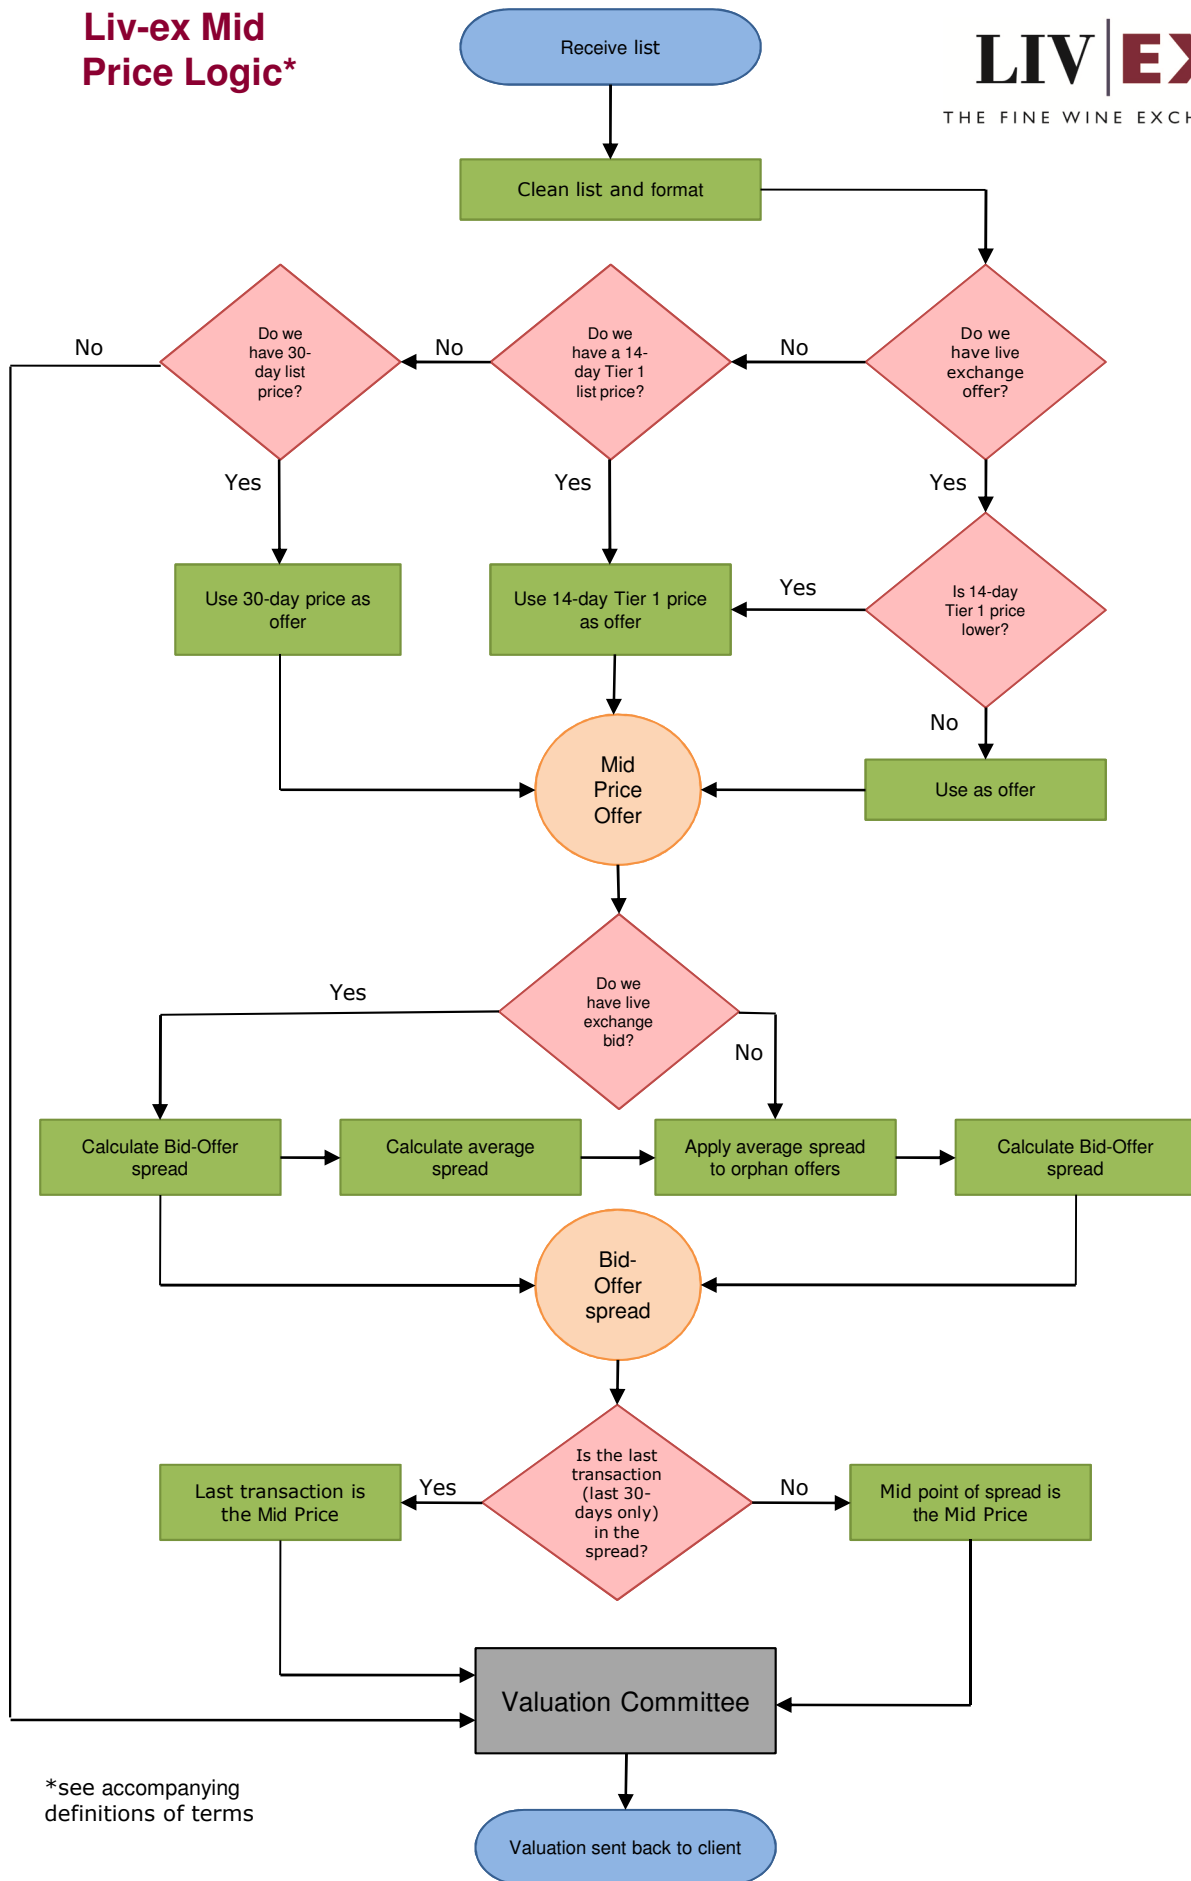 Liv-ex Mid
Price Logic*
Receive list
LIV EX
THE FINE WINE EXCH
Clean list and format
Do we
have 30-
day list
price?
Do we
have a 14-
day Tier 1
list price?
Do we
have live
exchange
offer?
No
No
No
Yes
Yes
Yes
Use 30-day price as
offer
Use 14-day Tier 1 price
as offer
Yes
Is 14-day
Tier 1 price
lower?
No
Mid
Price
Offer
Use as offer
Do we
have live
exchange
bid?
Yes
No
Calculate Bid-Offer
spread
Calculate average
spread
Apply average spread
to orphan offers
Calculate Bid-Offer
spread
Bid-
Offer
spread
Is the last
transaction
(last 30-
days only)
in the
spread?
Last transaction is
the Mid Price
Yes
No
Mid point of spread is
the Mid Price
Valuation Committee
*see accompanying
definitions of terms
Valuation sent back to client